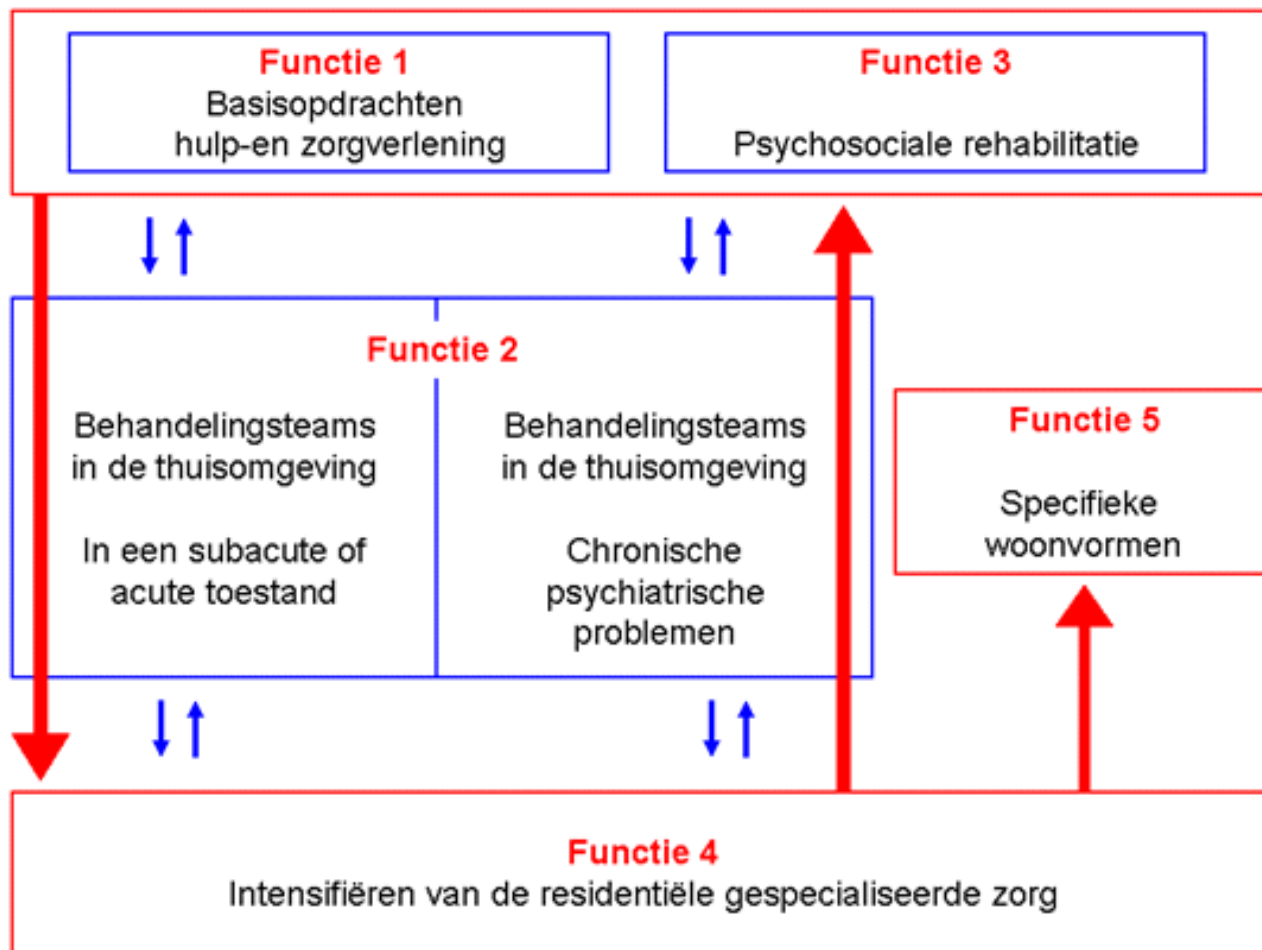 Functie 1
Basisopdrachten
hulp-en zorgverlening
Functie 3
Psychosociale rehabilitatie
Functie 2
Behandelingsteams
in de thuisomgeving
In een subacute of
acute toestand
Behandelingsteams
in de thuisomgeving
Chronische
psychiatrische
problemen
Functie 5
Specifieke
woonvormen
Functie 4
Intensifiëren van de residentiële gespecialiseerde zorg